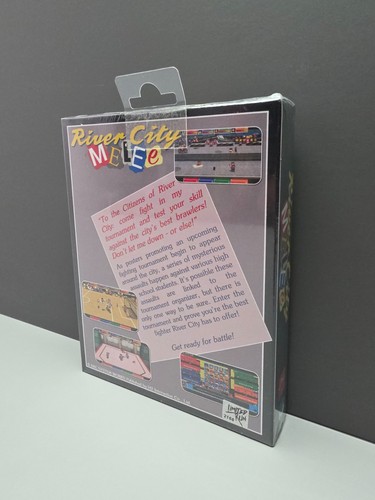 River City
MELEE
"To the Citizens of River
City: come fight in my
tournament and test your skill
against the city's best brawlers!
Don't let me down - or else!"
As posters promoting an upcoming
fighting tournament begin to appear
around the city, a series of mysterious
assaults happen against various high
school students. It's possible these
assaults are linked to the
tournament organizer, but there is
only one way to be sure. Enter the
tournament and prove you're the best
fighter River City has to offer!
Get ready for battle!
LIMITED
RUN